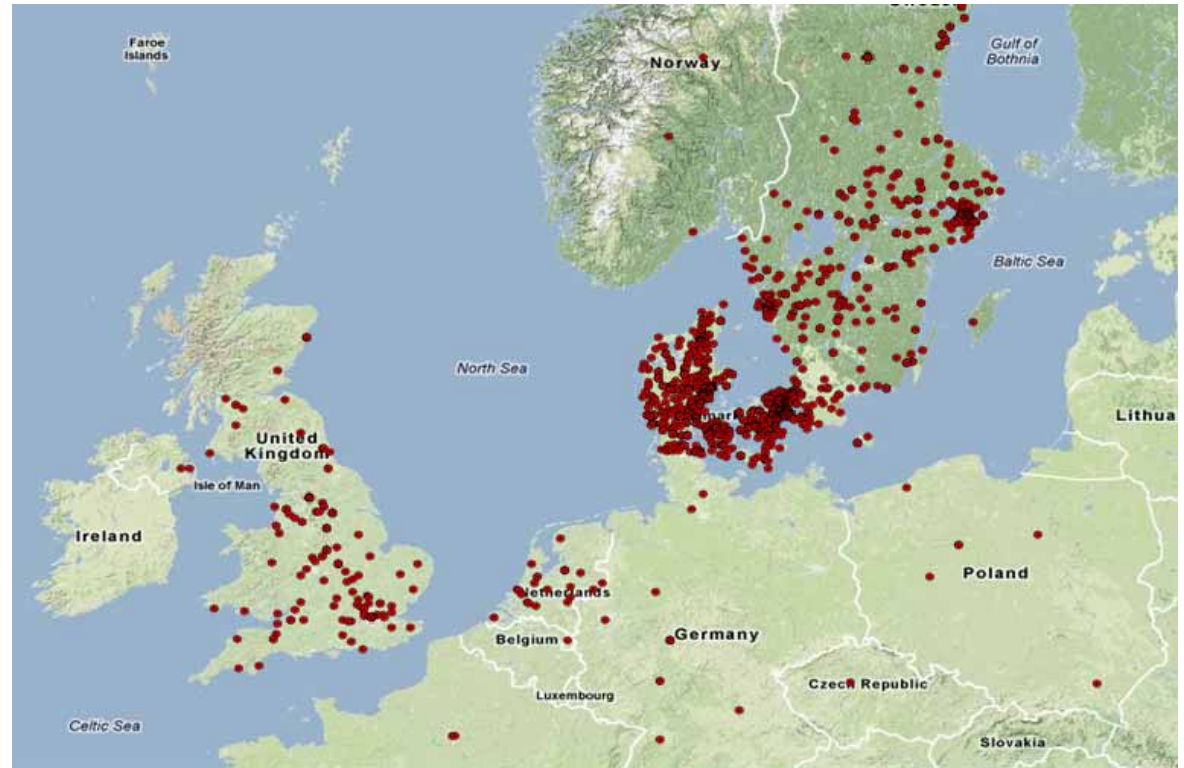 Faroe
Islands
Norway
Gulf of
Bothnia
Baltic Sea
North Sea
United
Kingdom
Isle of Man
Ireland
Lithua
Netherlands
Poland
Belgium
Germany
Luxembourg
Czech Republic
Celtic Sea
Slovakia